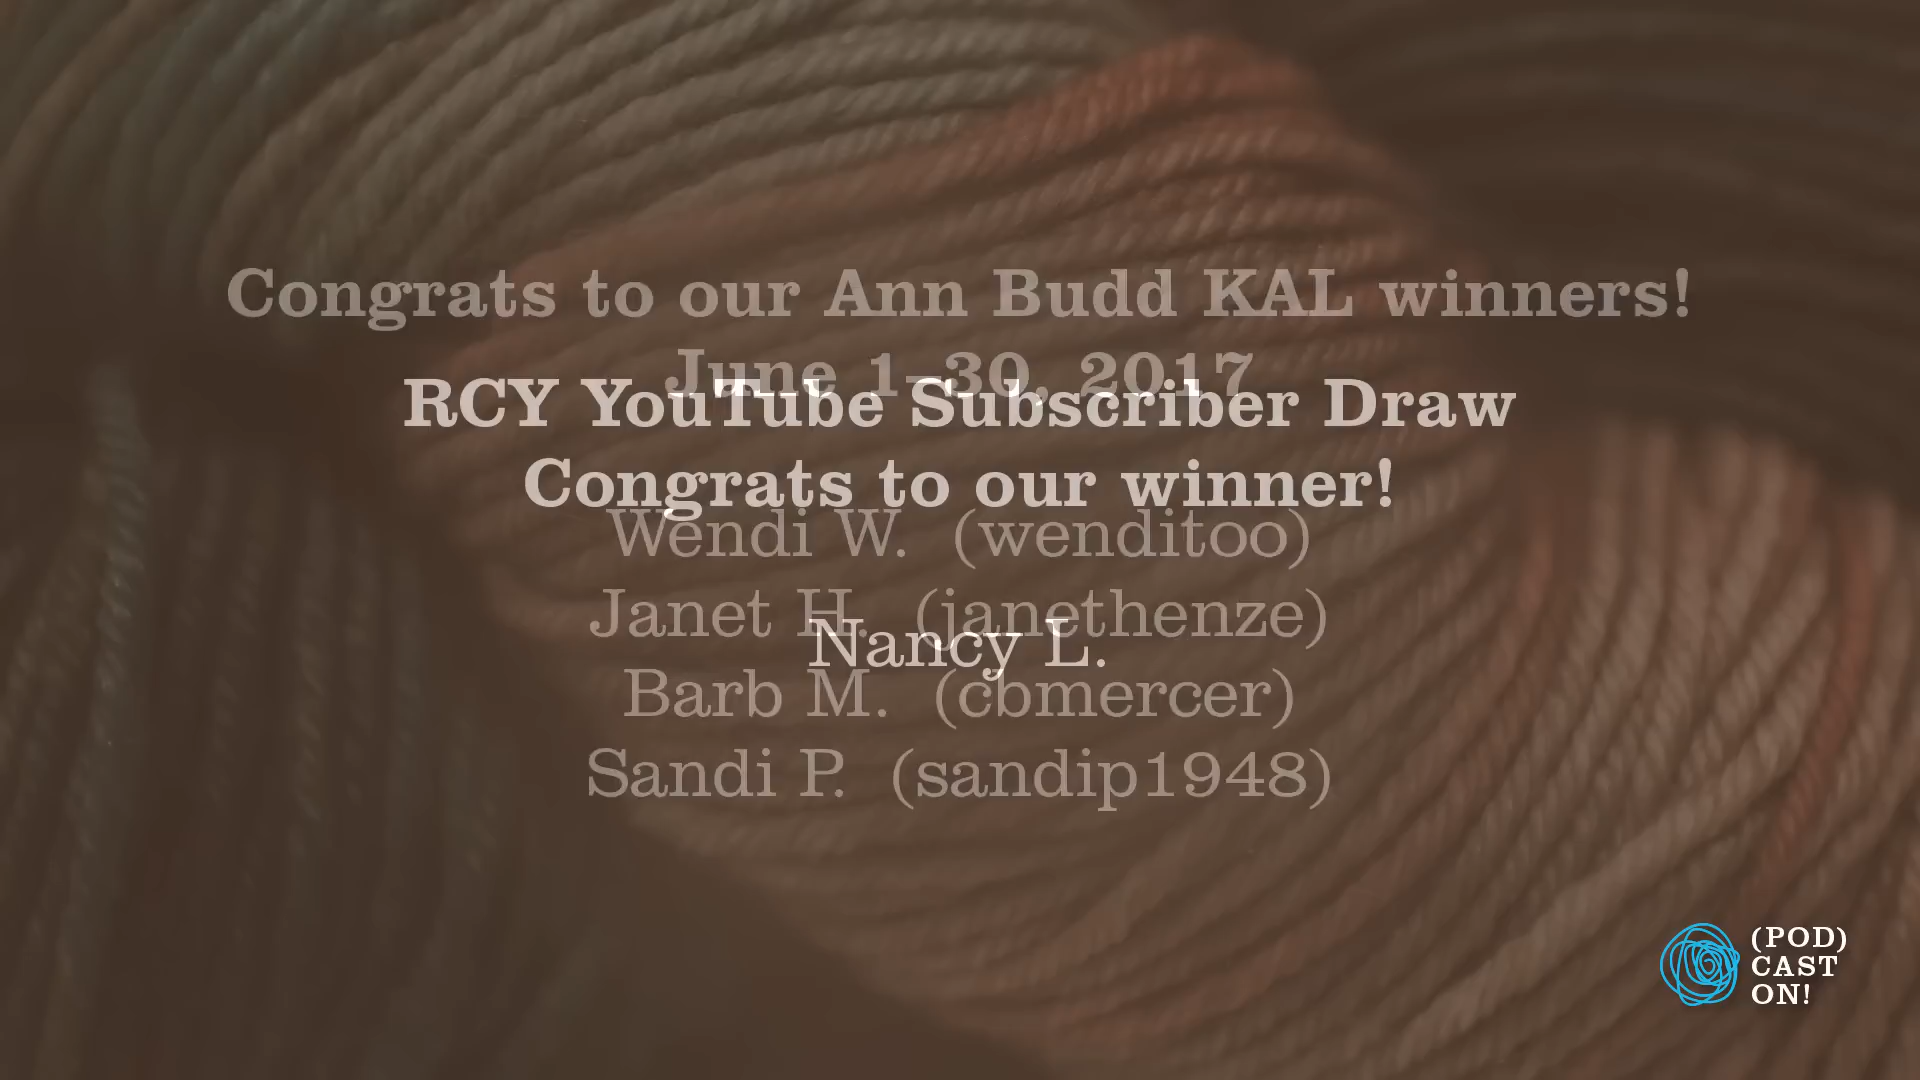 Congrats to our Ann Budd KAL winners!
June 1-30, 2017
RCY YouTube Subscriber Draw
Congrats to our winner!
Wendi W. (wenditoo)
Janet H. (janethenze)
Nancy L.
Barb M. (cbmercer)
Sandi P. (sandip1948)
(POD)
CAST
ON!